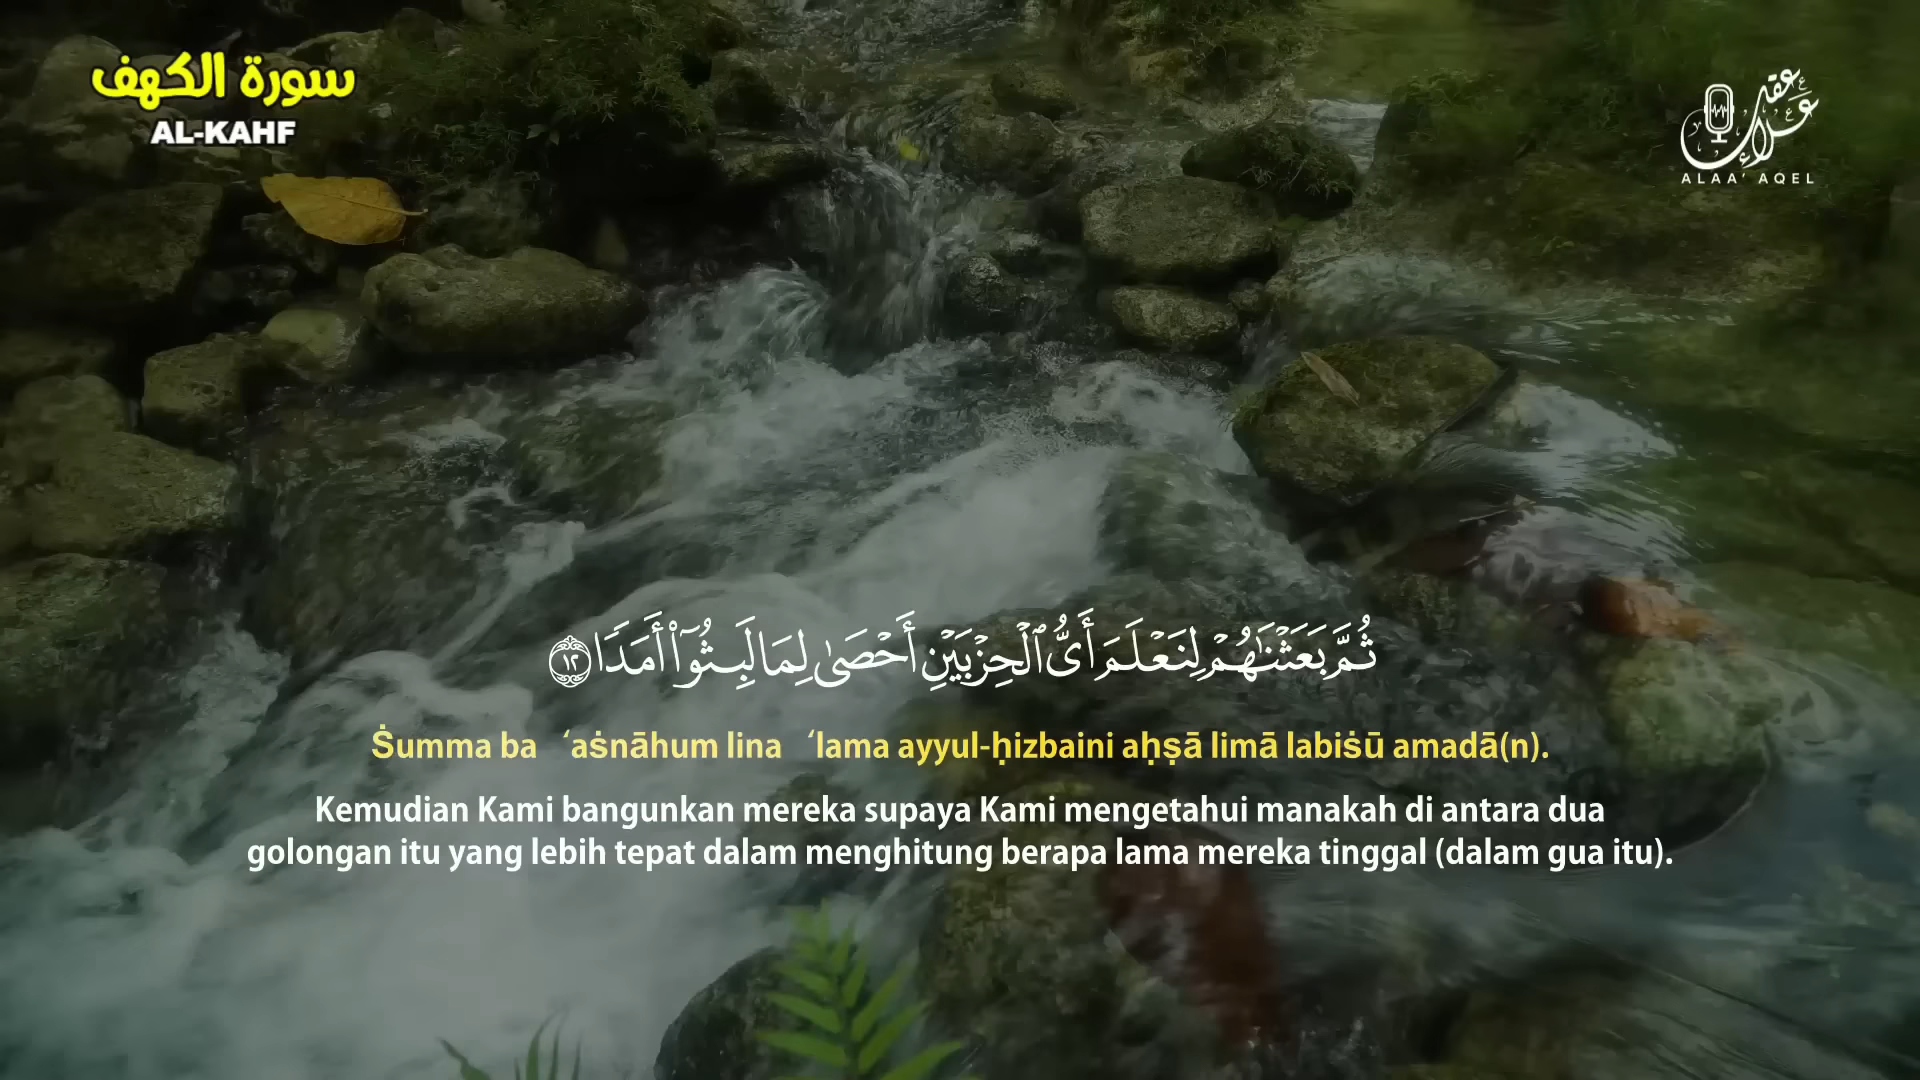 سورة الكهف
AL-KAHF
علاء عقل
ALAA' AQEL
ثُمَّ بَعَثْنَٰهُمْ لِنَعْلَمَ أَىُّ ٱلْحِزْبَيْنِ أَحْصَىٰ لِمَا لَبِثُوٓا۟ أَمَدًا ١٢
Ṡumma ba ‘aṡnāhum lina ‘lama ayyul-ḥizbaini aḥṣā limā labiṡū amadā(n).
Kemudian Kami bangunkan mereka supaya Kami mengetahui manakah di antara dua
golongan itu yang lebih tepat dalam menghitung berapa lama mereka tinggal (dalam gua itu).